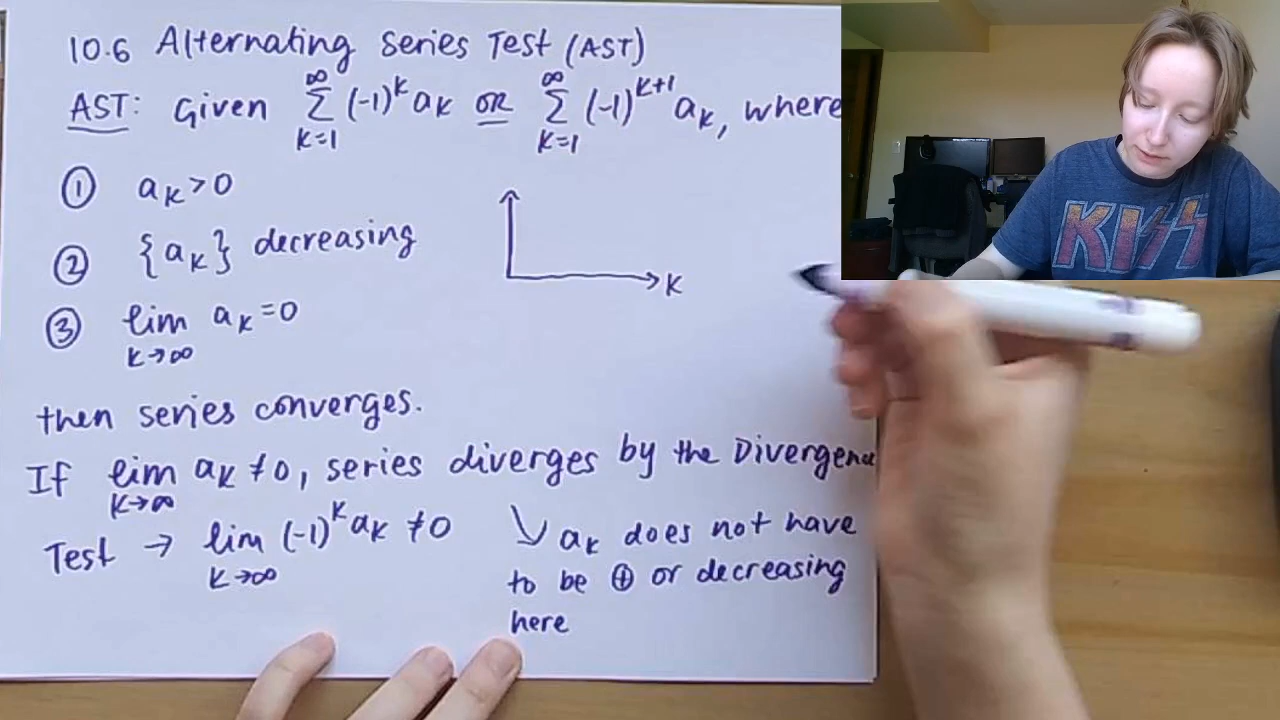 10.6 Alternating Series Test (AST)
AST: Given ∑_{k=1}^{∞} (-1)^k a_k OR ∑_{k=1}^{∞} (-1)^{k+1} a_k, where
① a_k > 0
② {a_k} decreasing
③ lim_{k→∞} a_k = 0
k
then series converges.
If lim_{k→∞} a_k ≠ 0, series diverges by the Divergence
Test → lim_{k→∞} (-1)^k a_k ≠ 0
↘ a_k does not have
to be ⊕ or decreasing
here
KISS